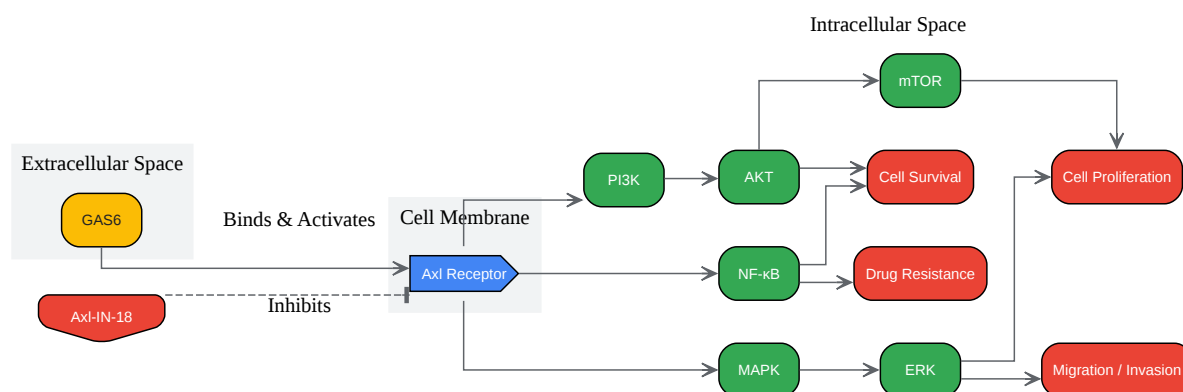 Intracellular Space
mTOR
Extracellular Space
PI3K
AKT
Cell Survival
Cell Proliferation
GAS6
Binds & Activates
Cell Membrane
Axl Receptor
NF-κB
Drug Resistance
Inhibits
Axl-IN-18
MAPK
ERK
Migration / Invasion